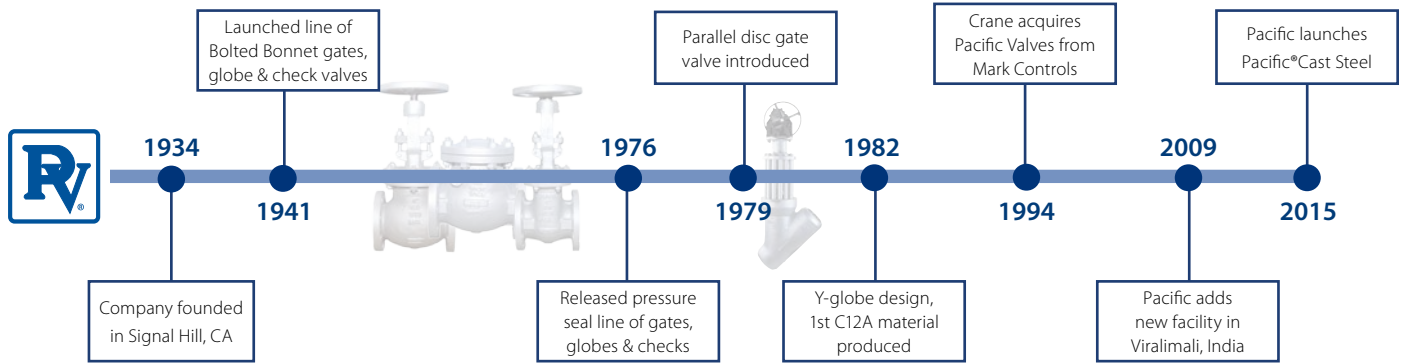 Launched line of
Bolted Bonnet gates,
globe & check valves
Parallel disc gate
valve introduced
Crane acquires
Pacific Valves from
Mark Controls
Pacific launches
Pacific®Cast Steel
PV®
1934
1941
1976
1979
1982
1994
2009
2015
Company founded
in Signal Hill, CA
Released pressure
seal line of gates,
globes & checks
Y-globe design,
1st C12A material
produced
Pacific adds
new facility in
Viralimali, India